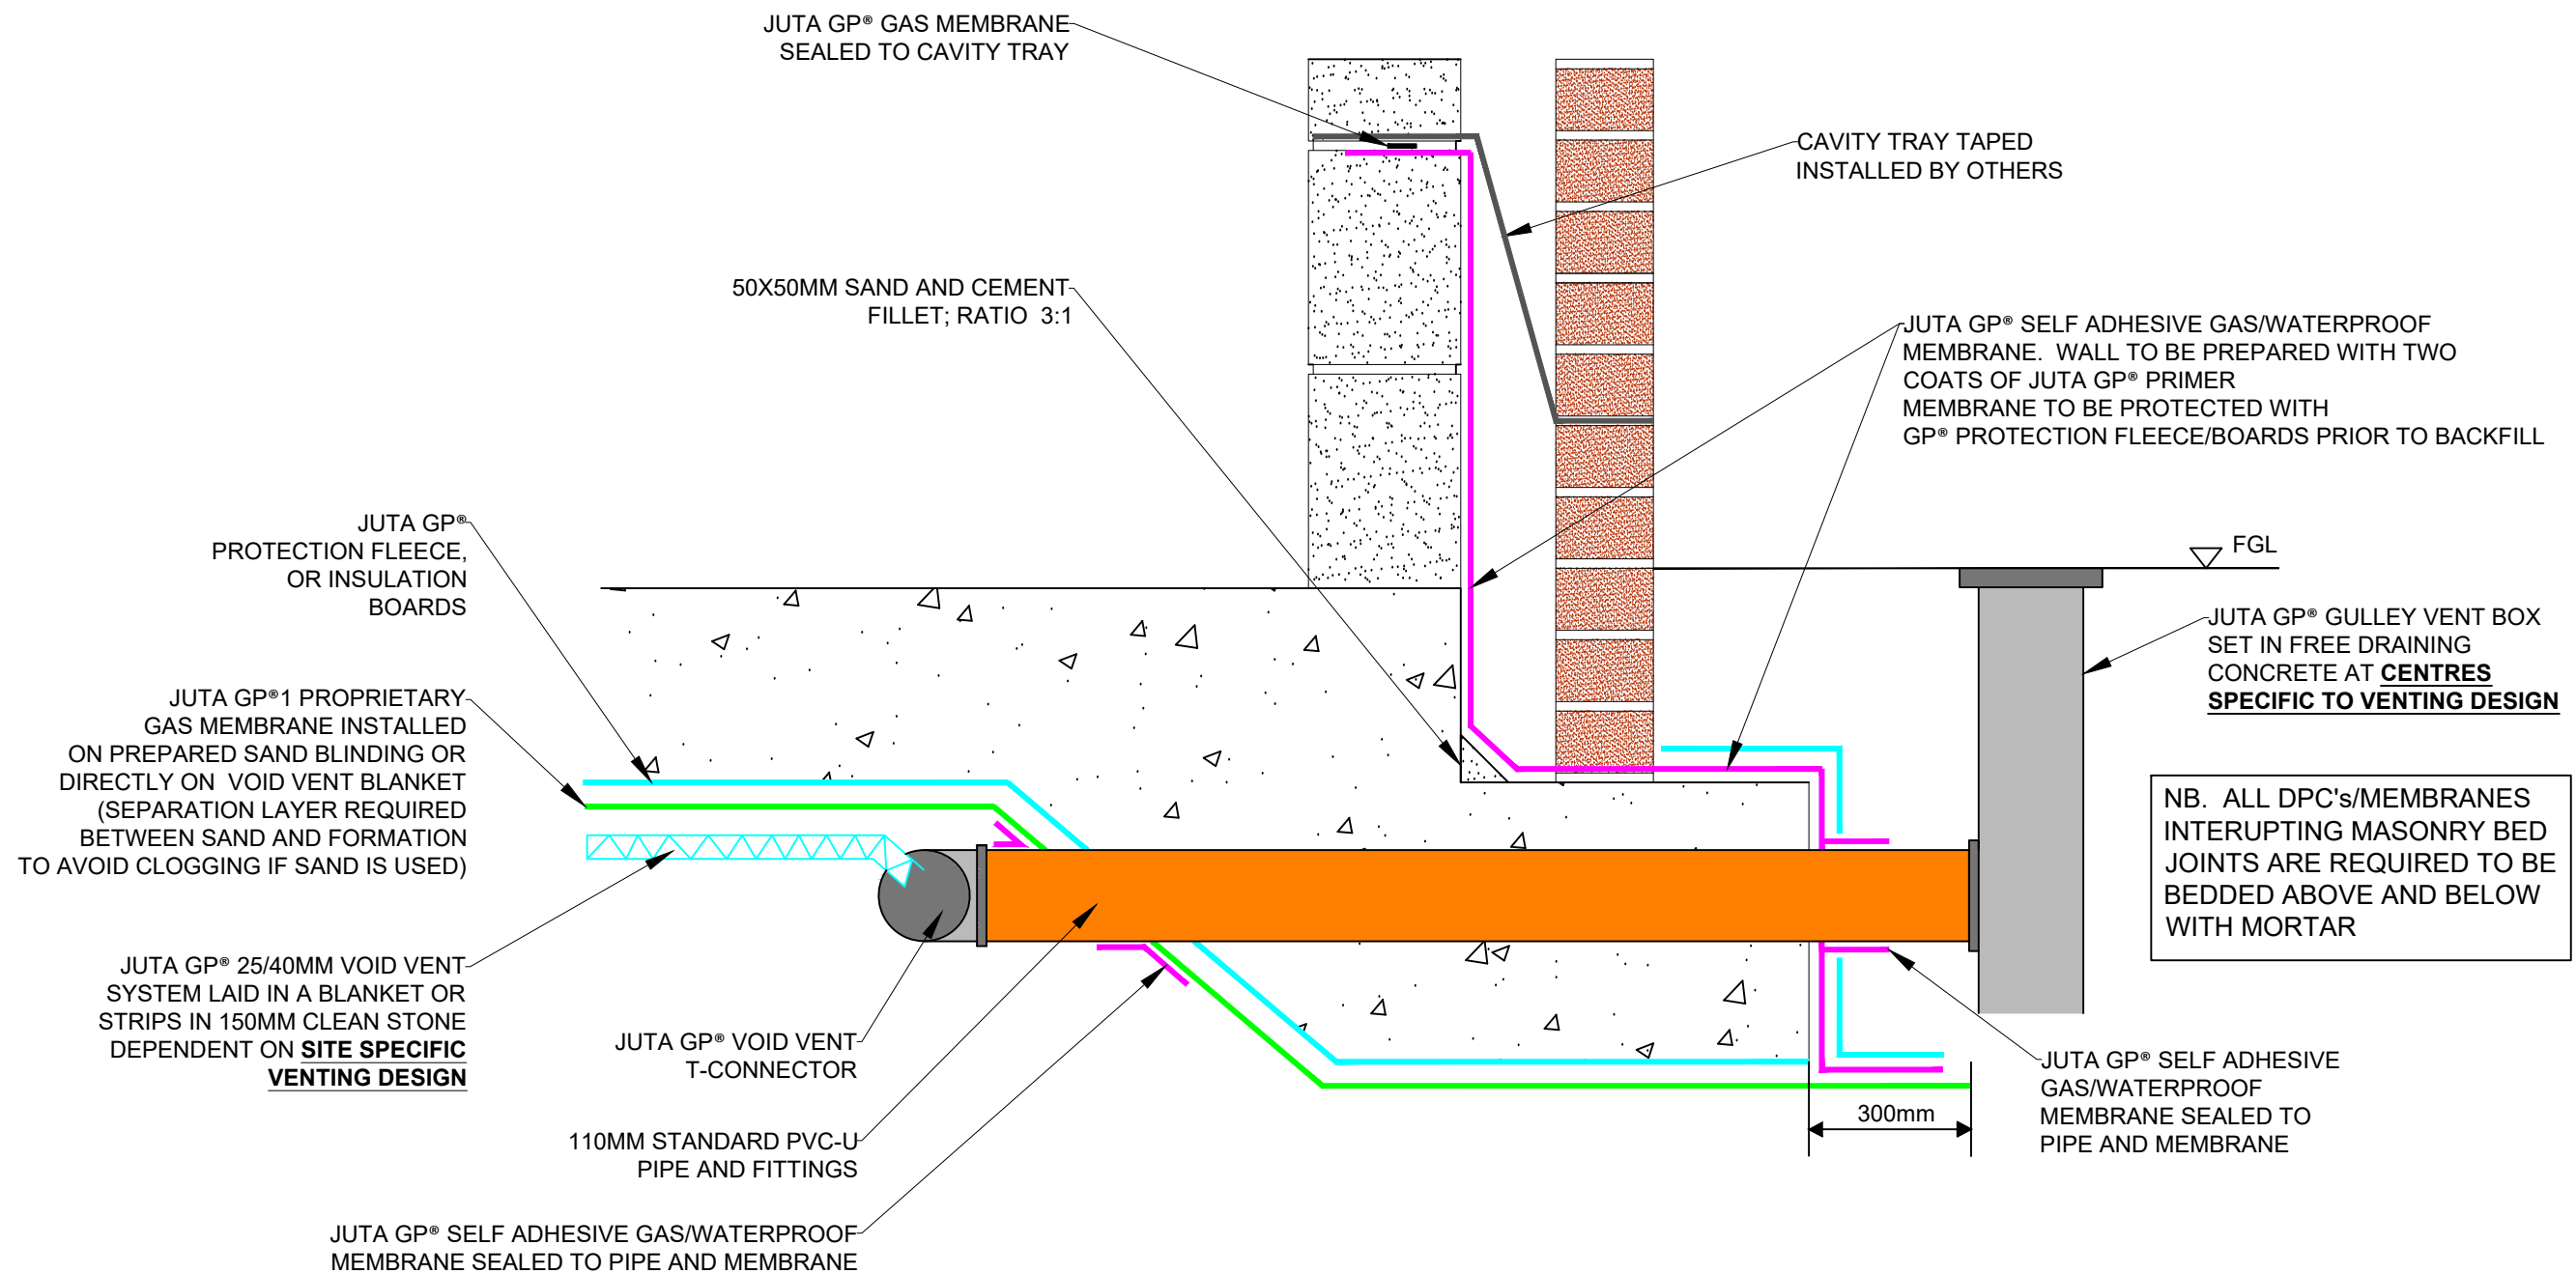 JUTA GP® GAS MEMBRANE
SEALED TO CAVITY TRAY
CAVITY TRAY TAPED
INSTALLED BY OTHERS
50X50MM SAND AND CEMENT
FILLET; RATIO 3:1
JUTA GP® SELF ADHESIVE GAS/WATERPROOF
MEMBRANE. WALL TO BE PREPARED WITH TWO
COATS OF JUTA GP® PRIMER
MEMBRANE TO BE PROTECTED WITH
GP® PROTECTION FLEECE/BOARDS PRIOR TO BACKFILL
JUTA GP®
PROTECTION FLEECE,
OR INSULATION
BOARDS
FGL
JUTA GP® GULLEY VENT BOX
SET IN FREE DRAINING
CONCRETE AT CENTRES
SPECIFIC TO VENTING DESIGN
JUTA GP®1 PROPRIETARY
GAS MEMBRANE INSTALLED
ON PREPARED SAND BLINDING OR
DIRECTLY ON VOID VENT BLANKET
(SEPARATION LAYER REQUIRED
BETWEEN SAND AND FORMATION
TO AVOID CLOGGING IF SAND IS USED)
NB. ALL DPC's/MEMBRANES
INTERUPTING MASONRY BED
JOINTS ARE REQUIRED TO BE
BEDDED ABOVE AND BELOW
WITH MORTAR
JUTA GP® 25/40MM VOID VENT
SYSTEM LAID IN A BLANKET OR
STRIPS IN 150MM CLEAN STONE
DEPENDENT ON SITE SPECIFIC
VENTING DESIGN
JUTA GP® VOID VENT
T-CONNECTOR
300mm
JUTA GP® SELF ADHESIVE
GAS/WATERPROOF
MEMBRANE SEALED TO
PIPE AND MEMBRANE
110MM STANDARD PVC-U
PIPE AND FITTINGS
JUTA GP® SELF ADHESIVE GAS/WATERPROOF
MEMBRANE SEALED TO PIPE AND MEMBRANE